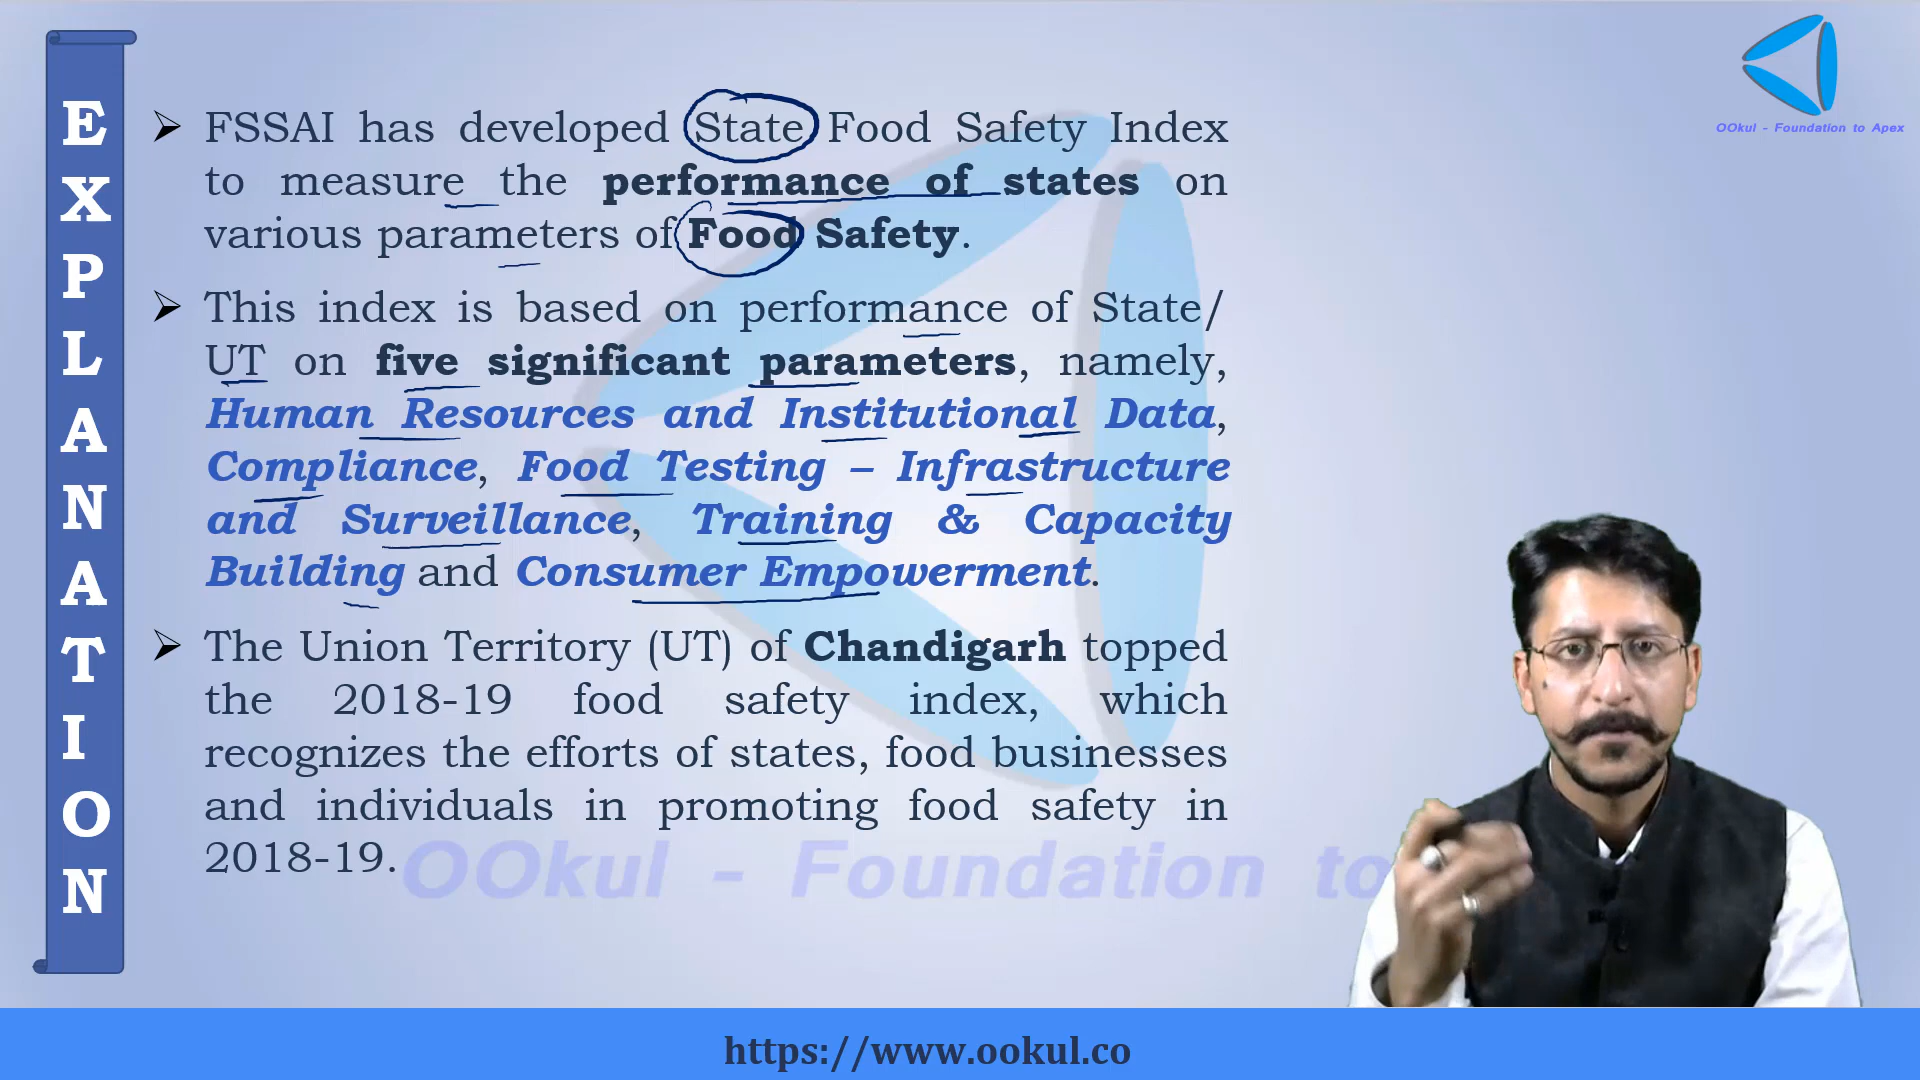 EXPLANATION
FSSAI has developed State Food Safety Index
to measure the performance of states on
various parameters of Food Safety.
This index is based on performance of State/
UT on five significant parameters, namely,
Human Resources and Institutional Data,
Compliance, Food Testing – Infrastructure
and Surveillance, Training & Capacity
Building and Consumer Empowerment.
The Union Territory (UT) of Chandigarh topped
the 2018-19 food safety index, which
recognizes the efforts of states, food businesses
and individuals in promoting food safety in
2018-19.
OOkul - Foundation to
OOkul - Foundation to Apex
https://www.ookul.co